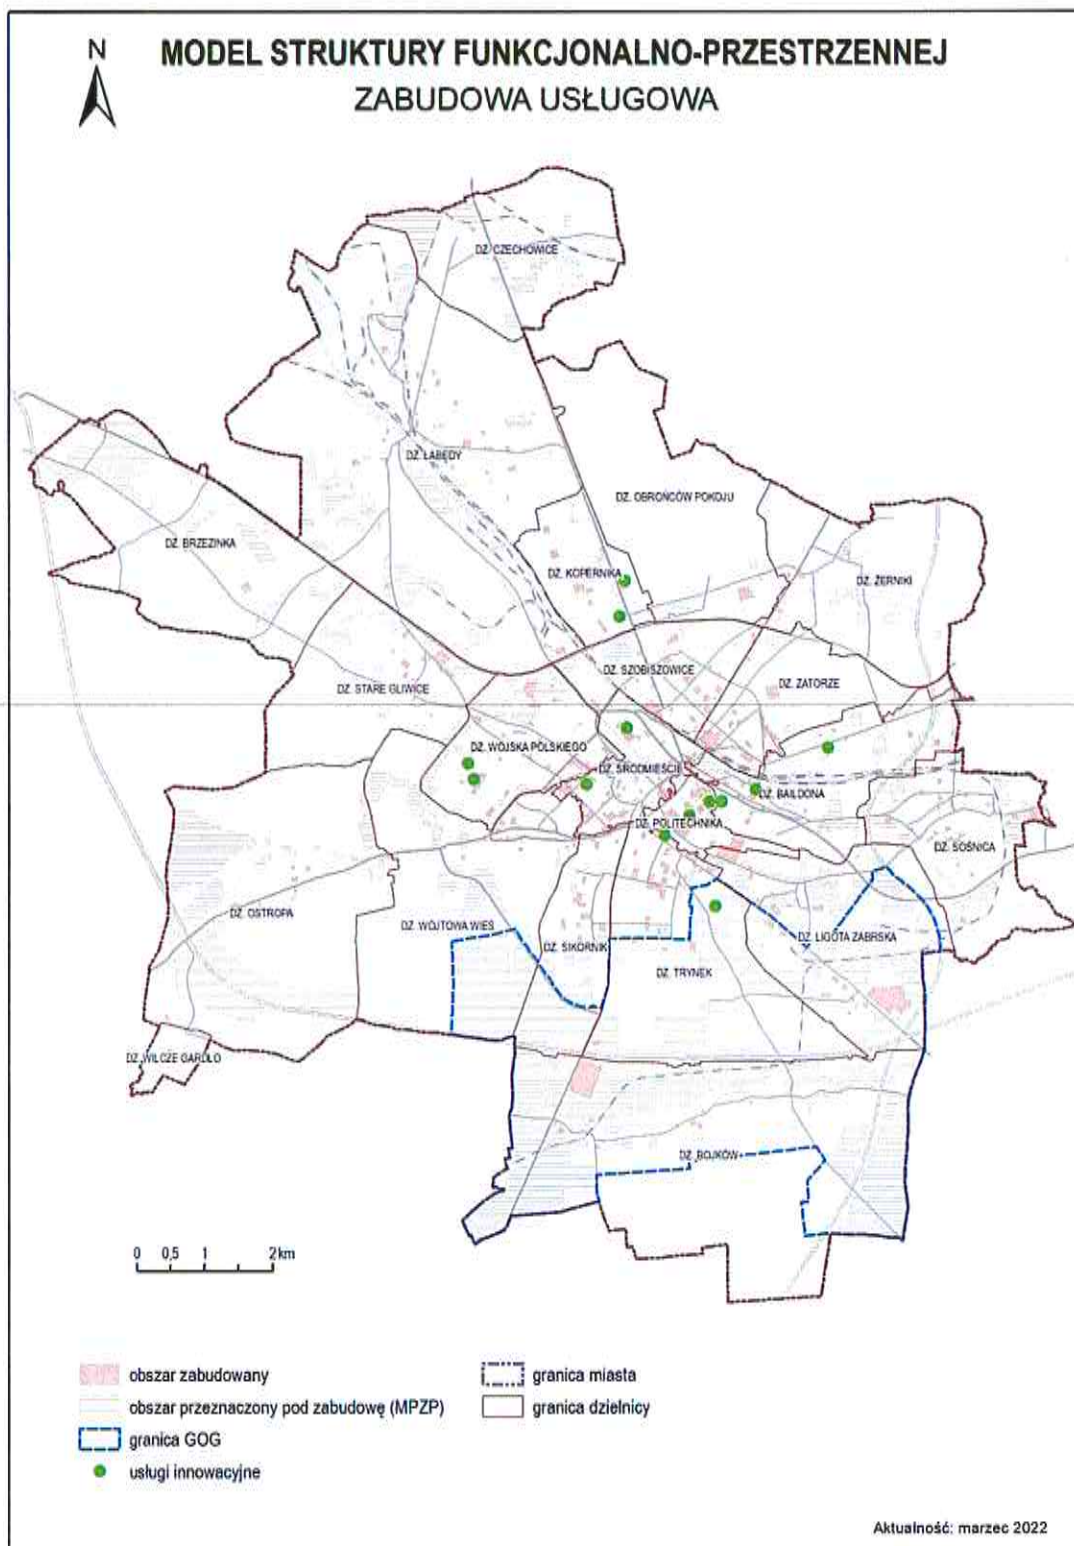 N
MODEL STRUKTURY FUNKCJONALNO-PRZESTRZENNEJ
ZABUDOWA USŁUGOWA
DZ. CZECHOWICE
DZ. ŁABĘDY
DZ. OBROŃCÓW POKOJU
DZ. BRZEZINKA
DZ. KOPERNIKA
DZ. ŻERNIKI
DZ. SZOBISZOWICE
DZ. ZATORZE
DZ. STARE GLIWICE
DZ. WOJSKA POLSKIEGO
DZ. ŚRÓDMIEŚCIE
DZ. BAILDONA
DZ. POLITECHNIKA
DZ. SOŚNICA
DZ. OSTROPA
DZ. WÓJTOWA WIEŚ
DZ. SIKORNIK
DZ. LIGOTA ZABRSKA
DZ. TRYNEK
DZ. WILCZE GARDŁO
DZ. BOJKÓW
0 0,5 1 2 km
obszar zabudowany
obszar przeznaczony pod zabudowę (MPZP)
granica GOG
usługi innowacyjne
granica miasta
granica dzielnicy
Aktualność: marzec 2022